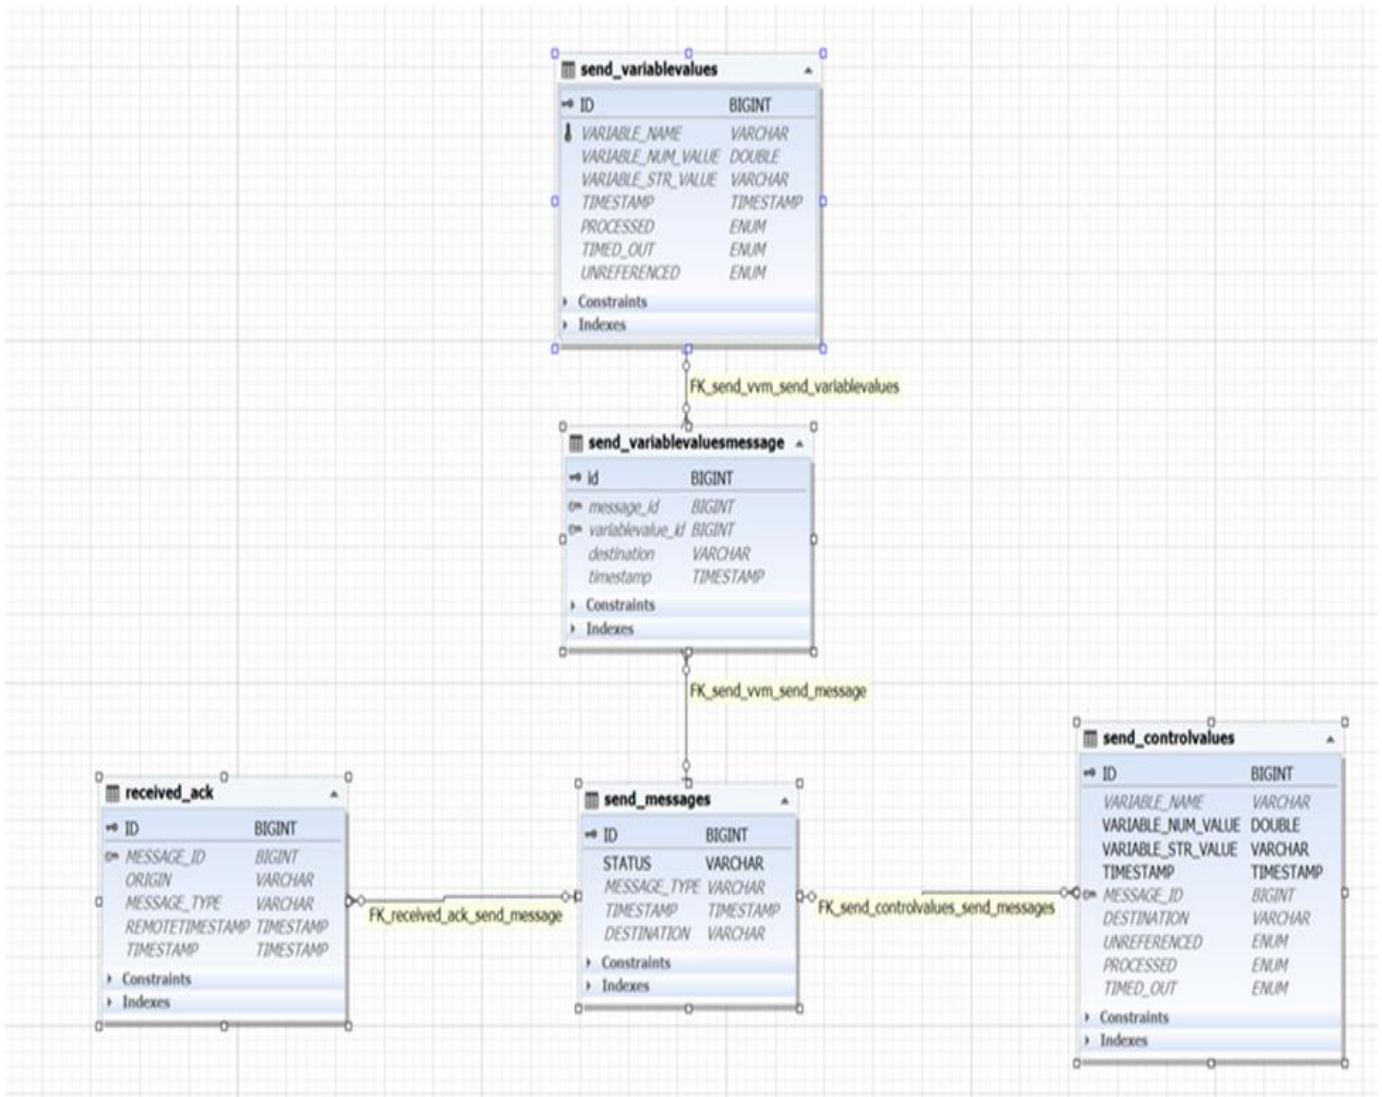 send_variablevalues
ID BIGINT
VARIABLE_NAME VARCHAR
VARIABLE_NUM_VALUE DOUBLE
VARIABLE_STR_VALUE VARCHAR
TIMESTAMP TIMESTAMP
PROCESSED ENUM
TIMED_OUT ENUM
UNREFERENCED ENUM
Constraints
Indexes
FK_send_vvm_send_variablevalues
send_variablevaluesmessage
id BIGINT
message_id BIGINT
variablevalue_id BIGINT
destination VARCHAR
timestamp TIMESTAMP
Constraints
Indexes
FK_send_vvm_send_message
received_ack
ID BIGINT
MESSAGE_ID BIGINT
ORIGIN VARCHAR
MESSAGE_TYPE VARCHAR
REMOTETIMESTAMP TIMESTAMP
TIMESTAMP TIMESTAMP
Constraints
Indexes
FK_received_ack_send_message
send_messages
ID BIGINT
STATUS VARCHAR
MESSAGE_TYPE VARCHAR
TIMESTAMP TIMESTAMP
DESTINATION VARCHAR
Constraints
Indexes
FK_send_controlvalues_send_messages
send_controlvalues
ID BIGINT
VARIABLE_NAME VARCHAR
VARIABLE_NUM_VALUE DOUBLE
VARIABLE_STR_VALUE VARCHAR
TIMESTAMP TIMESTAMP
MESSAGE_ID BIGINT
DESTINATION VARCHAR
UNREFERENCED ENUM
PROCESSED ENUM
TIMED_OUT ENUM
Constraints
Indexes